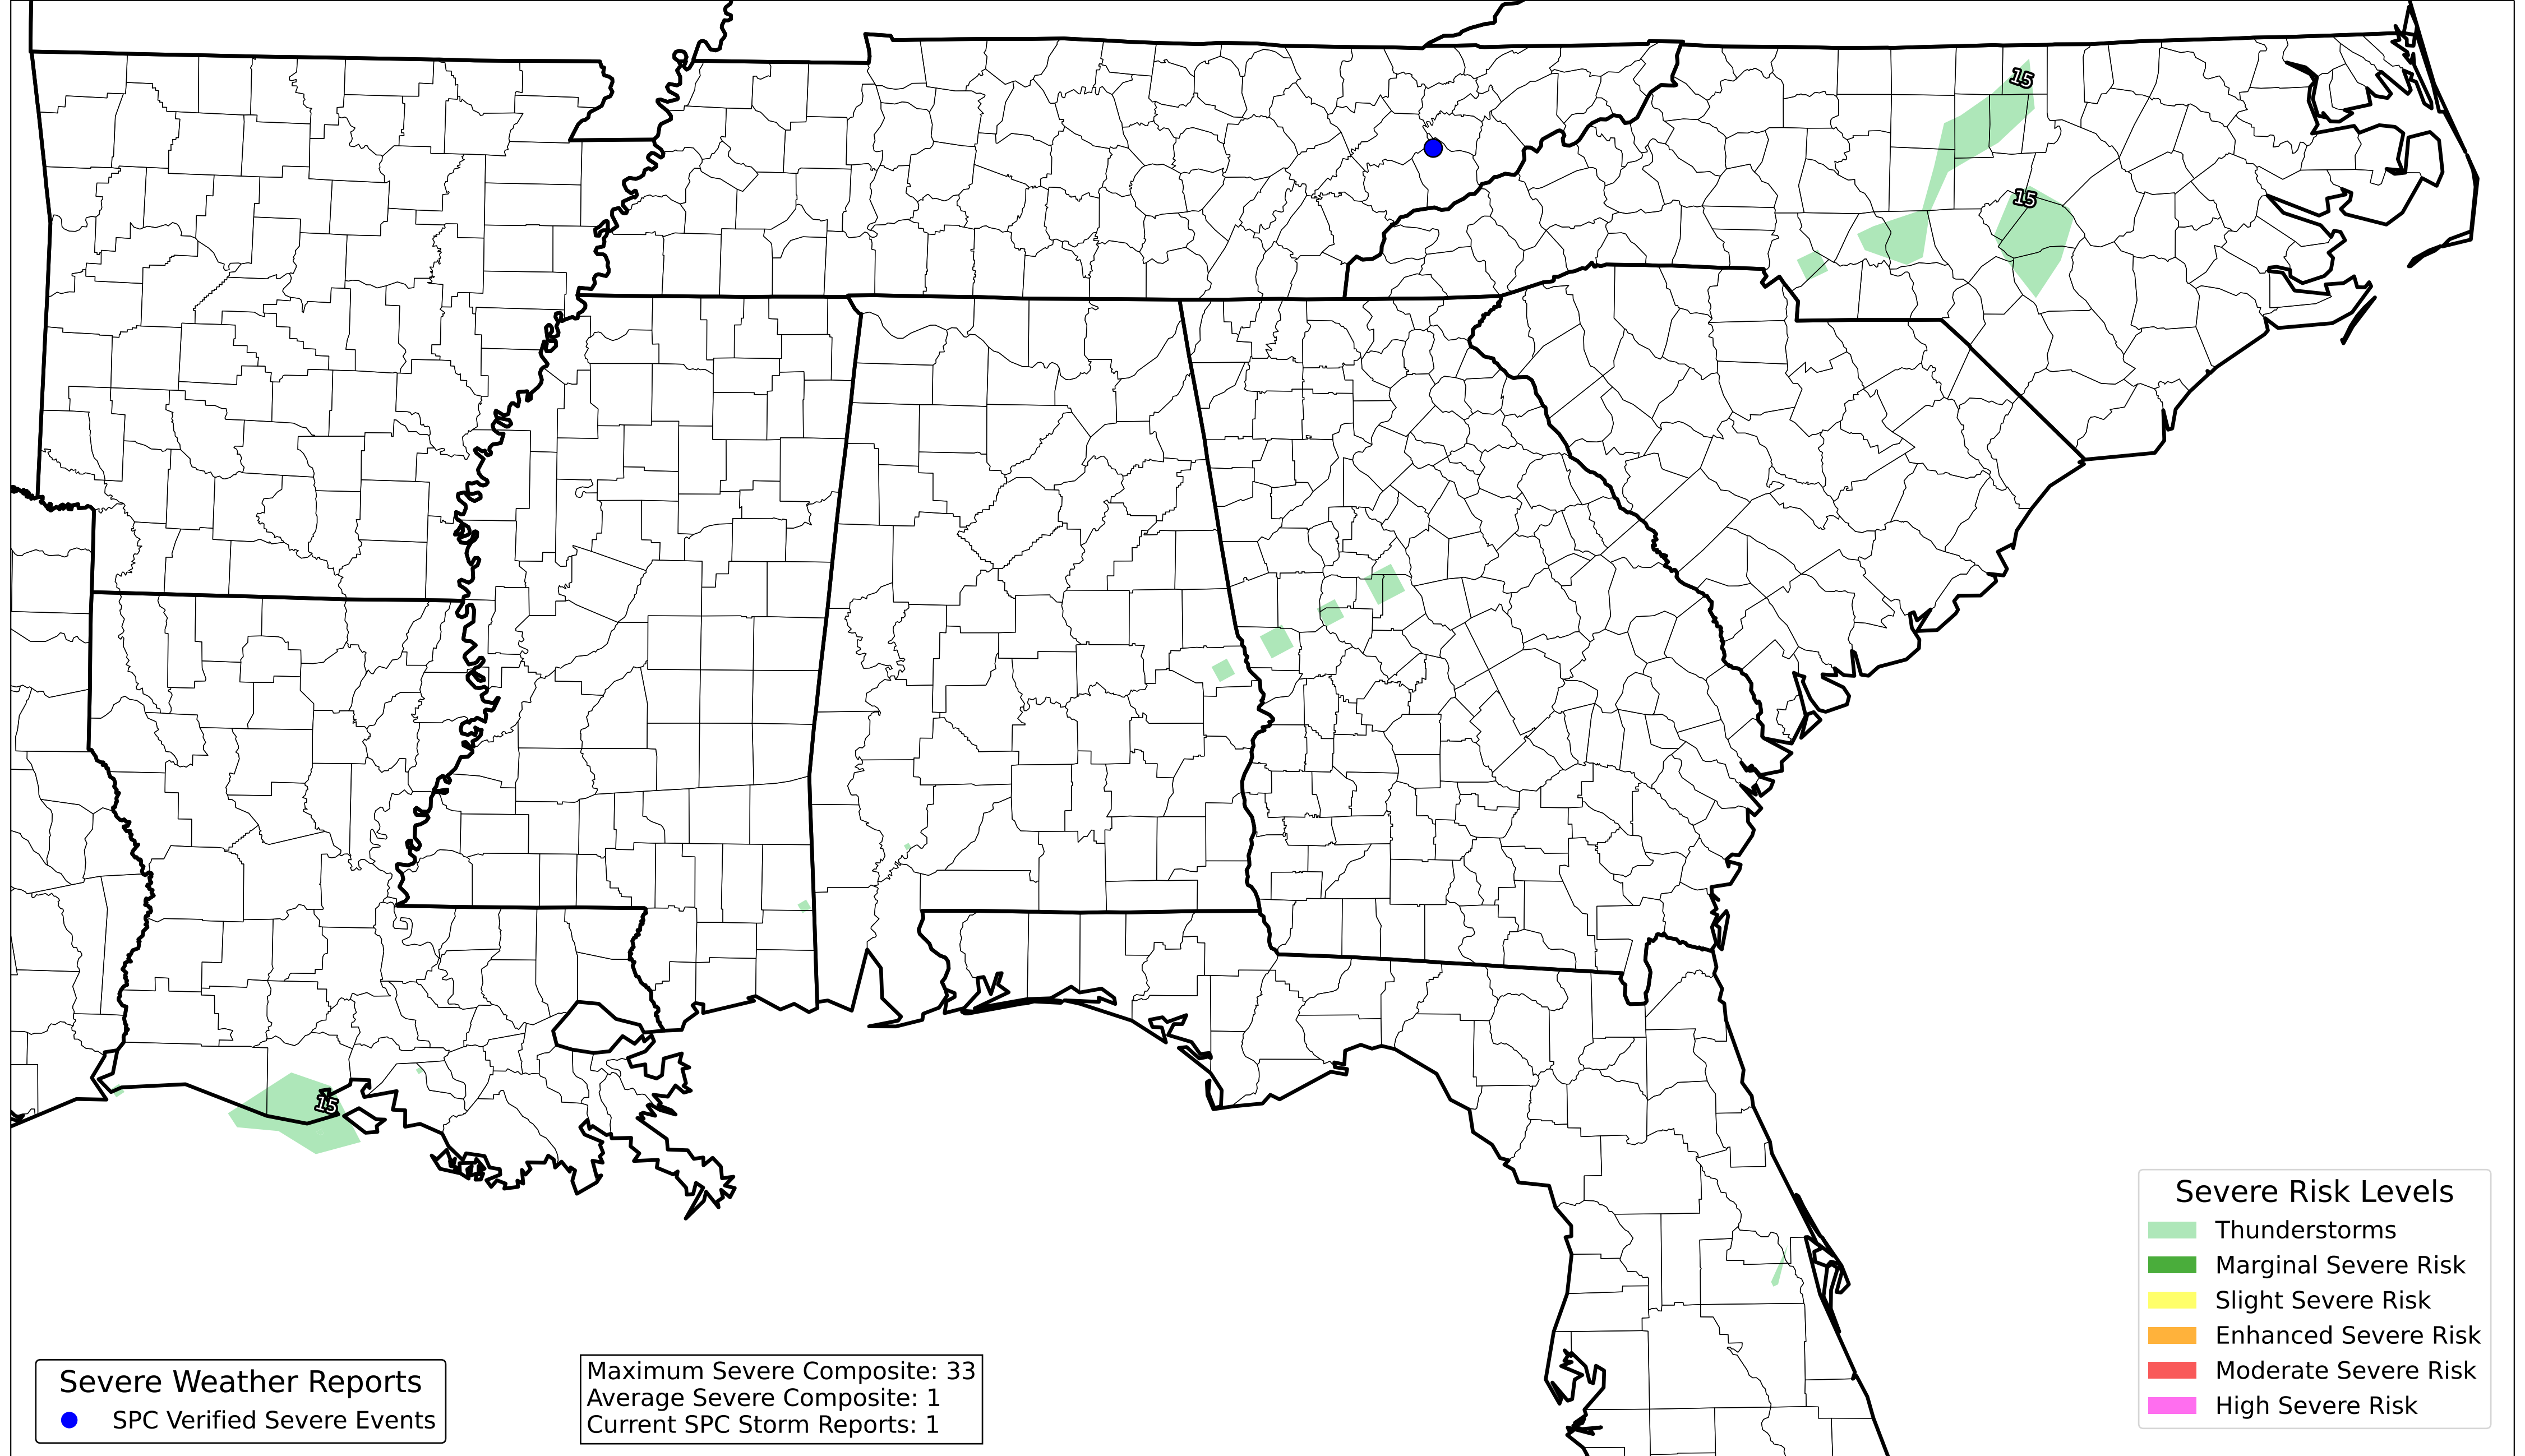 15
15
15
Severe Risk Levels
Thunderstorms
Marginal Severe Risk
Slight Severe Risk
Enhanced Severe Risk
Moderate Severe Risk
High Severe Risk
Severe Weather Reports
SPC Verified Severe Events
Maximum Severe Composite: 33
Average Severe Composite: 1
Current SPC Storm Reports: 1